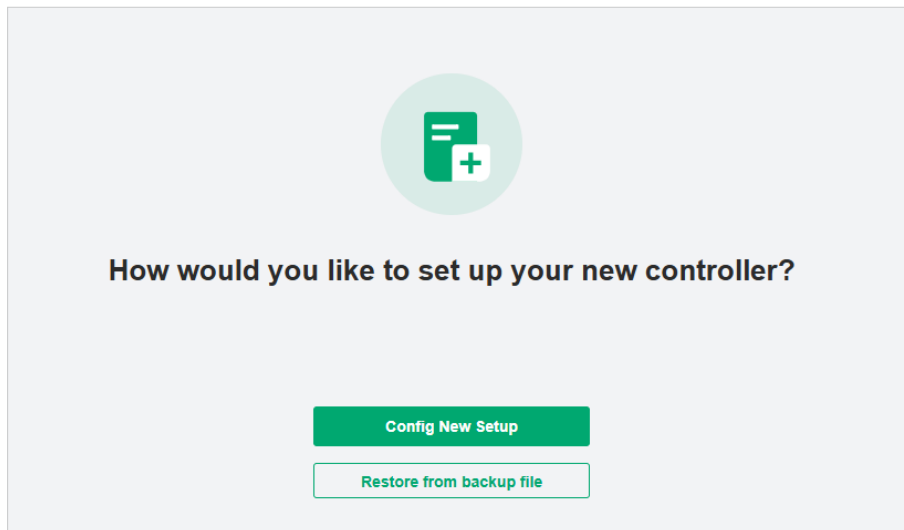 How would you like to set up your new controller?
Config New Setup
Restore from backup file